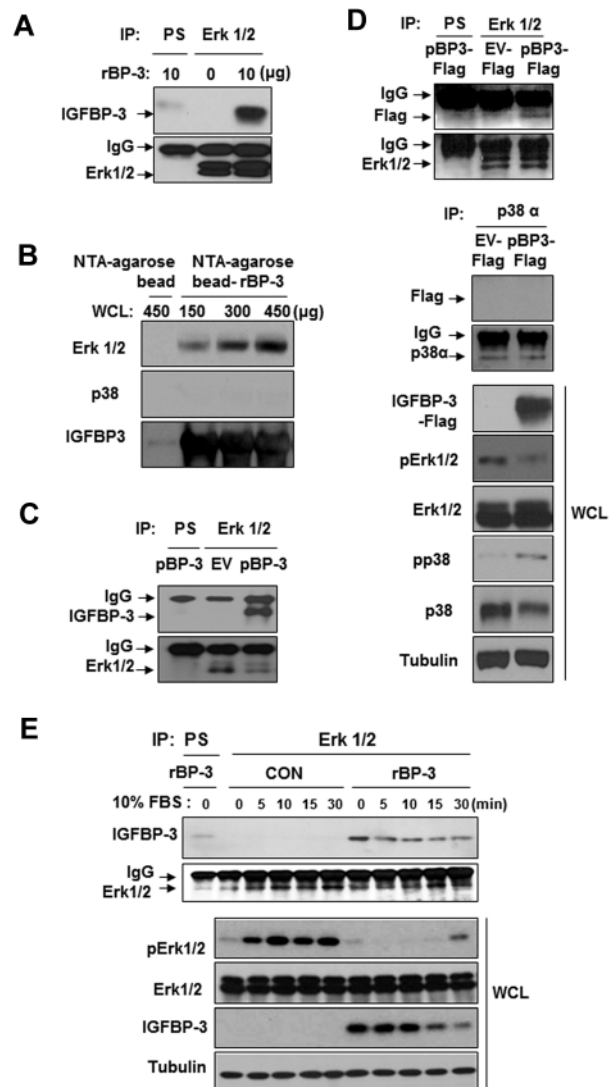 A
IP: PS Erk 1/2
rBP-3: 10 0 10 (μg)
IGFBP-3
IgG
Erk1/2
B
NTA-agarose bead
NTA-agarose bead-rBP-3
WCL: 450 150 300 450 (μg)
Erk 1/2
p38
IGFBP3
C
IP: PS Erk 1/2
pBP-3 EV pBP-3
IgG
IGFBP-3
IgG
Erk1/2
D
IP: PS Erk 1/2
pBP3-Flag EV-Flag pBP3-Flag
IgG
Flag
IgG
Erk1/2
IP: p38 α
EV-Flag pBP3-Flag
Flag
IgG
p38α
IGFBP-3-Flag
pErk1/2
Erk1/2
pp38
p38
Tubulin
WCL
E
IP: PS Erk 1/2
rBP-3 CON rBP-3
10% FBS : 0 0 5 10 15 30 0 5 10 15 30 (min)
IGFBP-3
IgG
Erk1/2
pErk1/2
Erk1/2
IGFBP-3
Tubulin
WCL